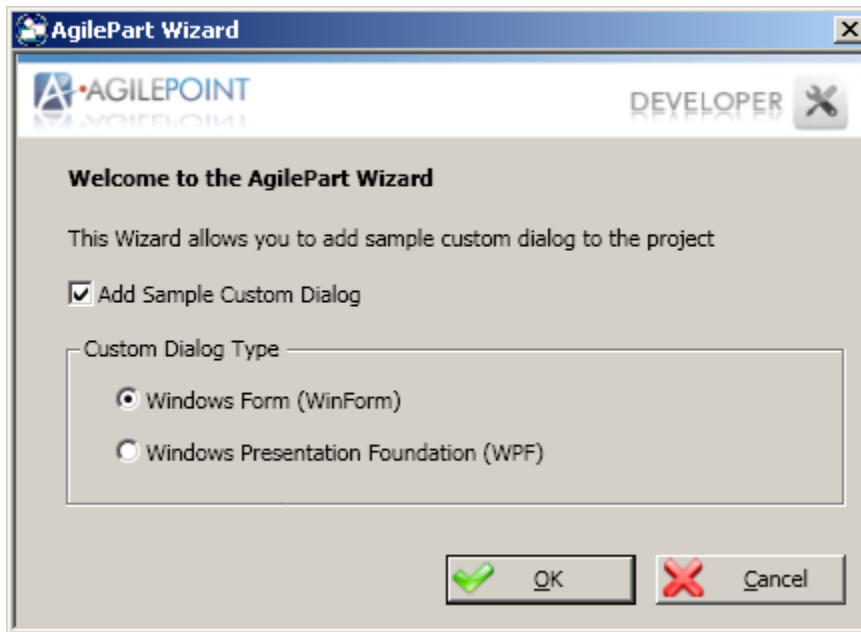 AgilePart Wizard
AGILEPOINT
DEVELOPER
Welcome to the AgilePart Wizard
This Wizard allows you to add sample custom dialog to the project
Add Sample Custom Dialog
Custom Dialog Type
Windows Form (WinForm)
Windows Presentation Foundation (WPF)
OK
Cancel